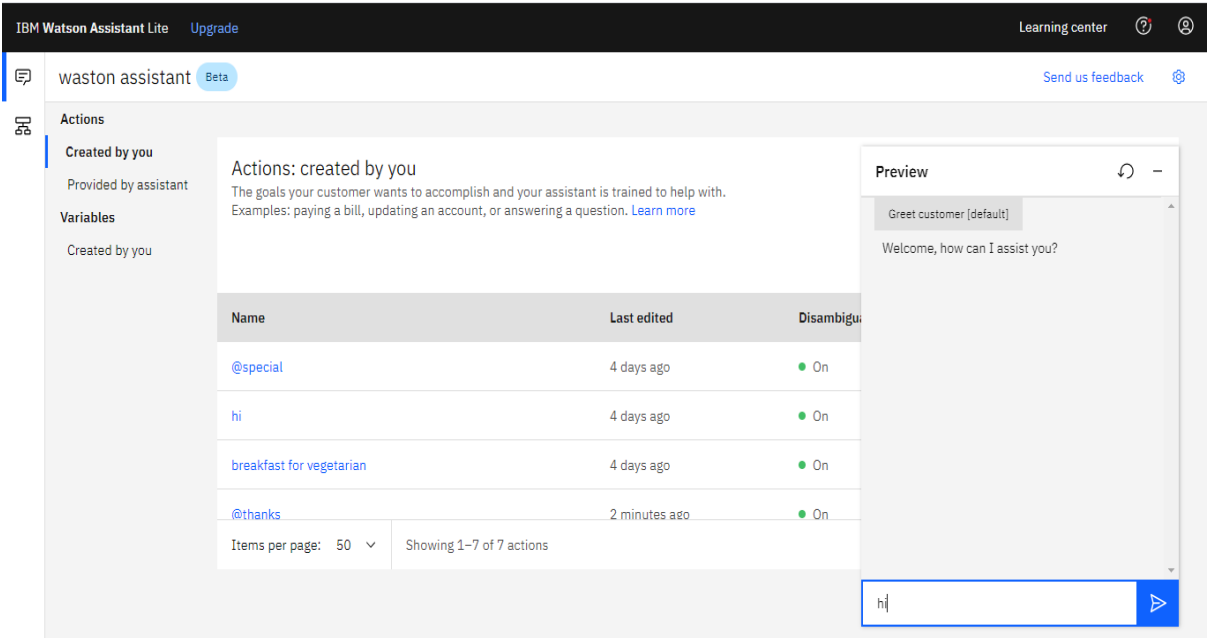 IBM Watson Assistant Lite Upgrade Learning center
waston assistant Beta Send us feedback
Actions
Created by you
Provided by assistant
Variables
Created by you
Actions: created by you
The goals your customer wants to accomplish and your assistant is trained to help with.
Examples: paying a bill, updating an account, or answering a question. Learn more
Name Last edited Disambigua
@special 4 days ago On
hi 4 days ago On
breakfast for vegetarian 4 days ago On
@thanks 2 minutes ago On
Items per page: 50 Showing 1–7 of 7 actions
Preview
Greet customer [default]
Welcome, how can I assist you?
hi